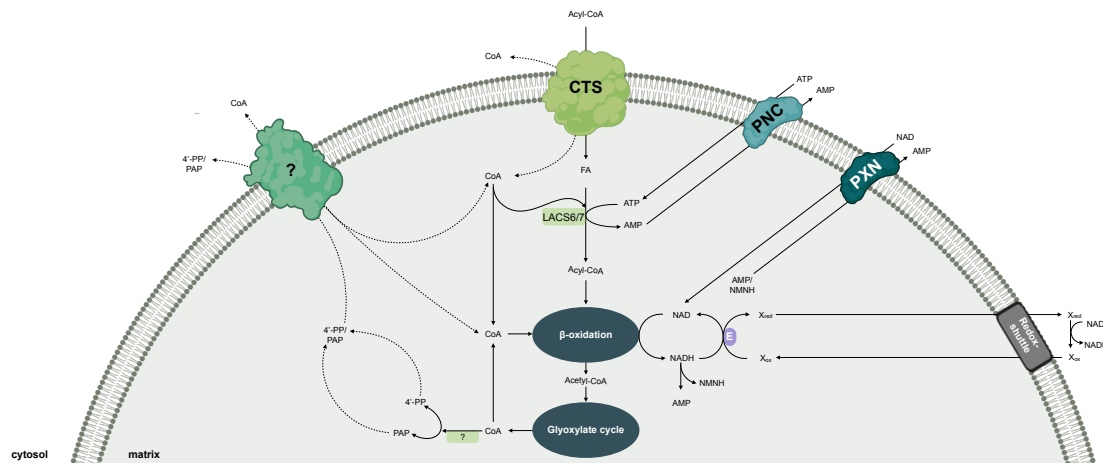 Acyl-CoA
CoA
CTS
ATP
AMP
PNC
CoA
NAD
AMP
PXN
4'-PP/
PAP
?
FA
CoA
ATP
LACS6/7
AMP
Acyl-CoA
AMP/
NMNH
NAD
Xred
Xred
4'-PP/
PAP
CoA
β-oxidation
E
Redox-
shuttle
NADH
Xox
Xox
NMNH
Acetyl-CoA
AMP
4'-PP
PAP
?
CoA
Glyoxylate cycle
cytosol
matrix